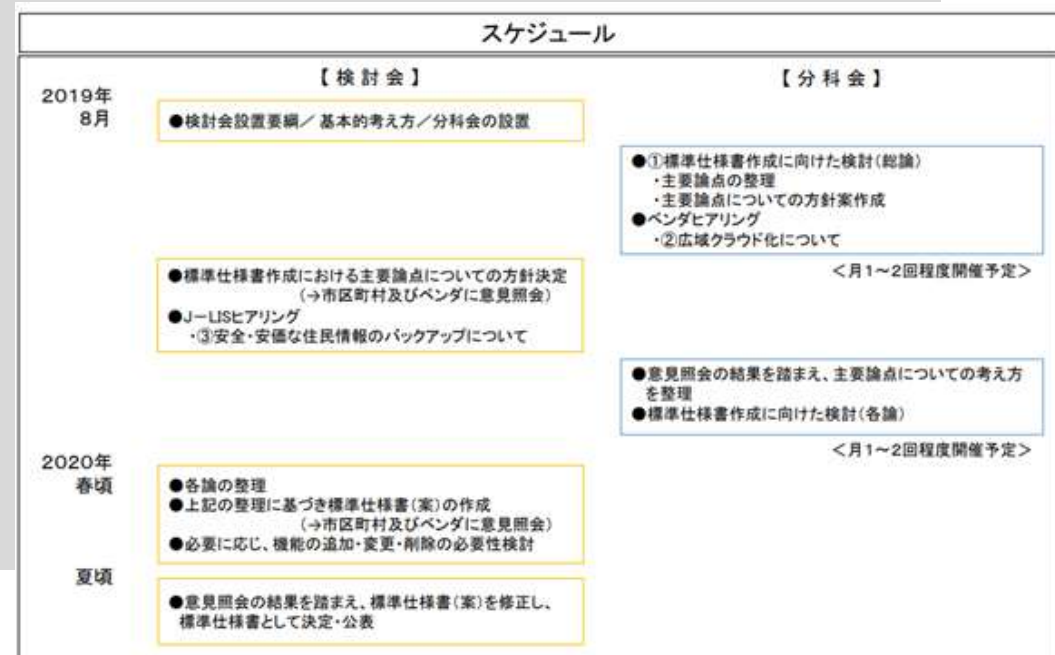 スケジュール
【検討会】
【分科会】
2019年
8月
●検討会設置要綱／基本的考え方／分科会の設置
●①標準仕様書作成に向けた検討(総論)
・主要論点の整理
・主要論点についての方針案作成
●ベンダヒアリング
・②広域クラウド化について
＜月1～2回程度開催予定＞
●標準仕様書作成における主要論点についての方針決定
(→市区町村及びベンダに意見照会)
●J－LISヒアリング
・③安全・安価な住民情報のバックアップについて
●意見照会の結果を踏まえ、主要論点についての考え方
を整理
●標準仕様書作成に向けた検討(各論)
＜月1～2回程度開催予定＞
2020年
春頃
●各論の整理
●上記の整理に基づき標準仕様書(案)の作成
(→市区町村及びベンダに意見照会)
●必要に応じ、機能の追加・変更・削除の必要性検討
夏頃
●意見照会の結果を踏まえ、標準仕様書(案)を修正し、
標準仕様書として決定・公表